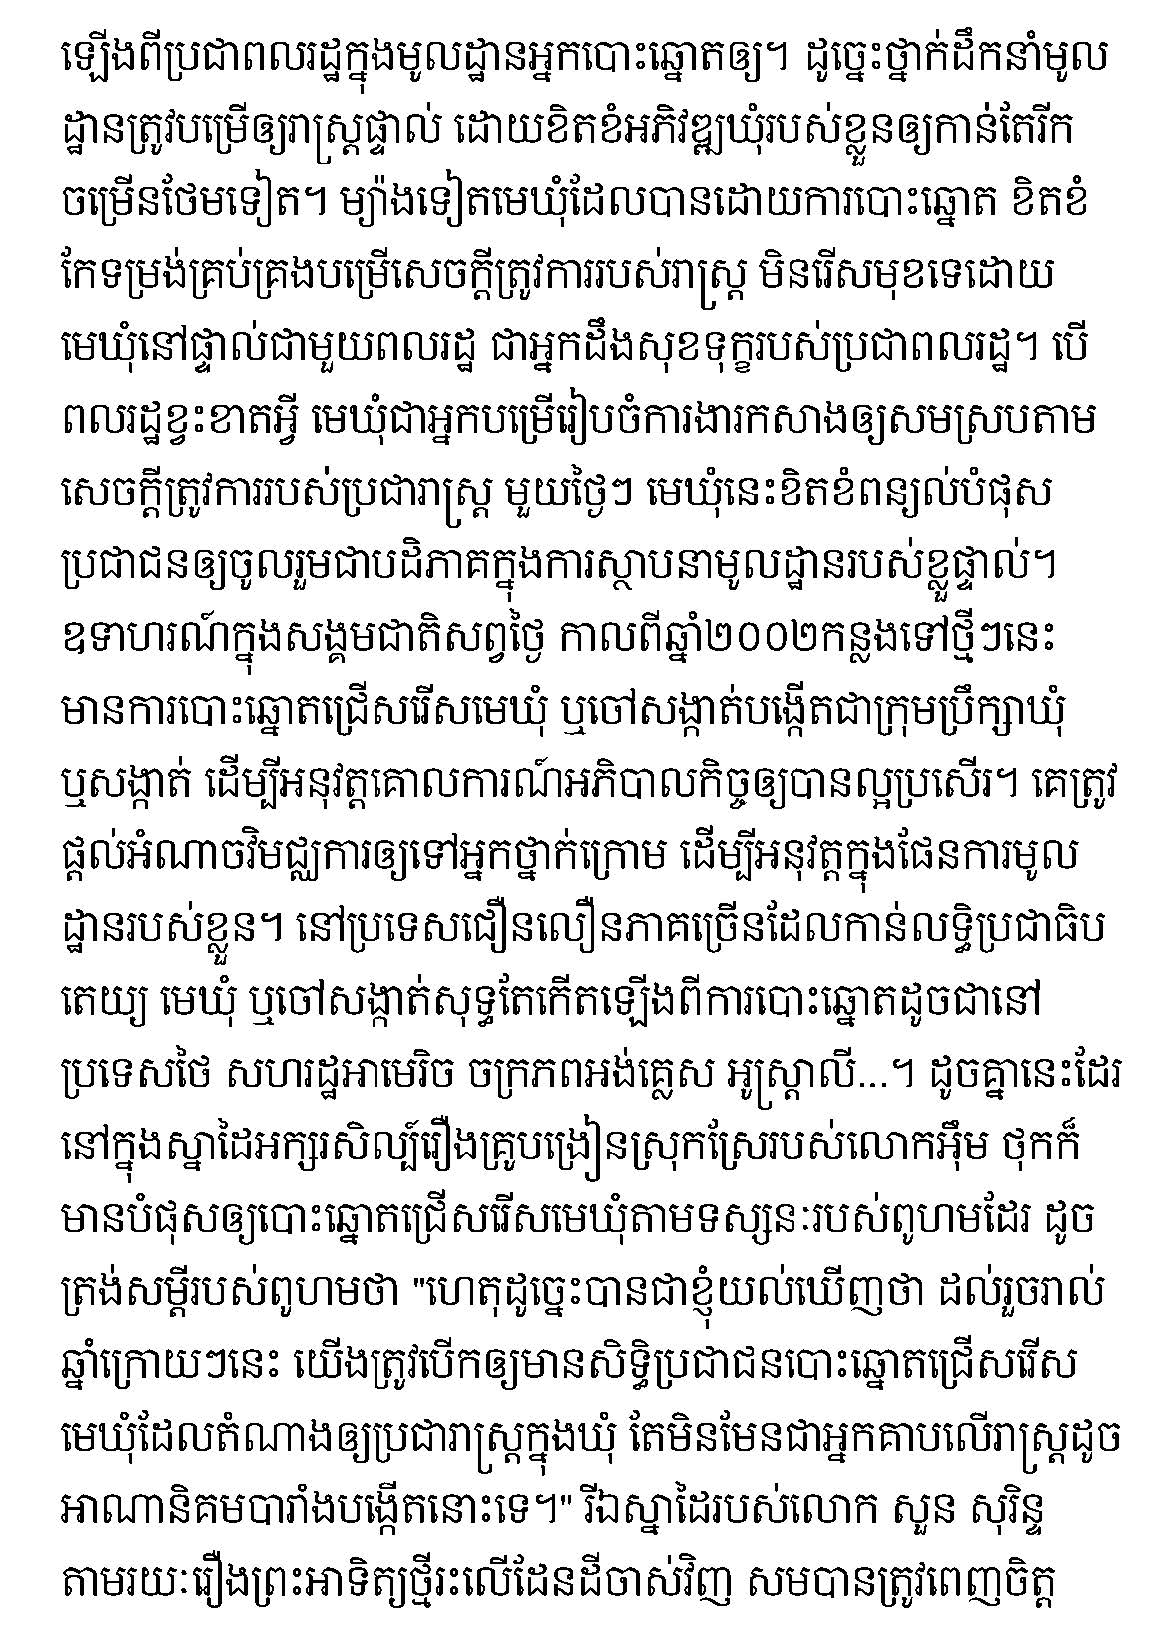 ឡើងពីប្រជាពលរដ្ឋក្នុងមូលដ្ឋានអ្នកបោះឆ្នោតឲ្យ។ ដូច្នេះថ្នាក់ដឹកនាំមូល
ដ្ឋានត្រូវបម្រើឲ្យរាស្ត្រផ្ទាល់ ដោយខិតខំអភិវឌ្ឍឃុំរបស់ខ្លួនឲ្យកាន់តែរីក
ចម្រើនថែមទៀត។ ម្យ៉ាងទៀតមេឃុំដែលបានដោយការបោះឆ្នោត ខិតខំ
កែទម្រង់គ្រប់គ្រងបម្រើសេចក្តីត្រូវការរបស់រាស្ត្រ មិនរើសមុខទេដោយ
មេឃុំនៅផ្ទាល់ជាមួយពលរដ្ឋ ជាអ្នកដឹងសុខទុក្ខរបស់ប្រជាពលរដ្ឋ។ បើ
ពលរដ្ឋខ្វះខាតអ្វី មេឃុំជាអ្នកបម្រើរៀបចំការងារកសាងឲ្យសមស្របតាម
សេចក្តីត្រូវការរបស់ប្រជារាស្ត្រ មួយថ្ងៃៗ មេឃុំនេះខិតខំពន្យល់បំផុស
ប្រជាជនឲ្យចូលរួមជាបដិភាគក្នុងការស្ថាបនាមូលដ្ឋានរបស់ខ្លួផ្ទាល់។
ឧទាហរណ៍ក្នុងសង្គមជាតិសព្វថ្ងៃ កាលពីឆ្នាំ២០០២កន្លងទៅថ្មីៗនេះ
មានការបោះឆ្នោតជ្រើសរើសមេឃុំ ឬចៅសង្កាត់បង្កើតជាក្រុមប្រឹក្សាឃុំ
ឬសង្កាត់ ដើម្បីអនុវត្តគោលការណ៍អភិបាលកិច្ចឲ្យបានល្អប្រសើរ។ គេត្រូវ
ផ្តល់អំណាចវិមជ្ឈការឲ្យទៅអ្នកថ្នាក់ក្រោម ដើម្បីអនុវត្តក្នុងផែនការមូល
ដ្ឋានរបស់ខ្លួន។ នៅប្រទេសជឿនលឿនភាគច្រើនដែលកាន់លទ្ធិប្រជាធិប
តេយ្យ មេឃុំ ឬចៅសង្កាត់សុទ្ធតែកើតឡើងពីការបោះឆ្នោតដូចជានៅ
ប្រទេសថៃ សហរដ្ឋអាមេរិច ចក្រភពអង់គ្លេស អូស្ត្រាលី...។ ដូចគ្នានេះដែរ
នៅក្នុងស្នាដៃអក្សរសិល្ប៍រឿងគ្រូបង្រៀនស្រុកស្រែរបស់លោកអ៊ឹម ថុកក៏
មានបំផុសឲ្យបោះឆ្នោតជ្រើសរើសមេឃុំតាមទស្សនៈរបស់ពូហមដែរ ដូច
ត្រង់សម្តីរបស់ពូហមថា "ហេតុដូច្នេះបានជាខ្ញុំយល់ឃើញថា ដល់រួចរាល់
ឆ្នាំក្រោយៗនេះ យើងត្រូវបើកឲ្យមានសិទ្ធិប្រជាជនបោះឆ្នោតជ្រើសរើស
មេឃុំដែលតំណាងឲ្យប្រជារាស្ត្រក្នុងឃុំ តែមិនមែនជាអ្នកគាបលើរាស្ត្រដូច
អាណានិគមបារាំងបង្កើតនោះទេ។" រីឯស្នាដៃរបស់លោក សួន សុរិន្ទ
តាមរយៈរឿងព្រះអាទិត្យថ្មីរះលើដែនដីចាស់វិញ សមបានត្រូវពេញចិត្ត